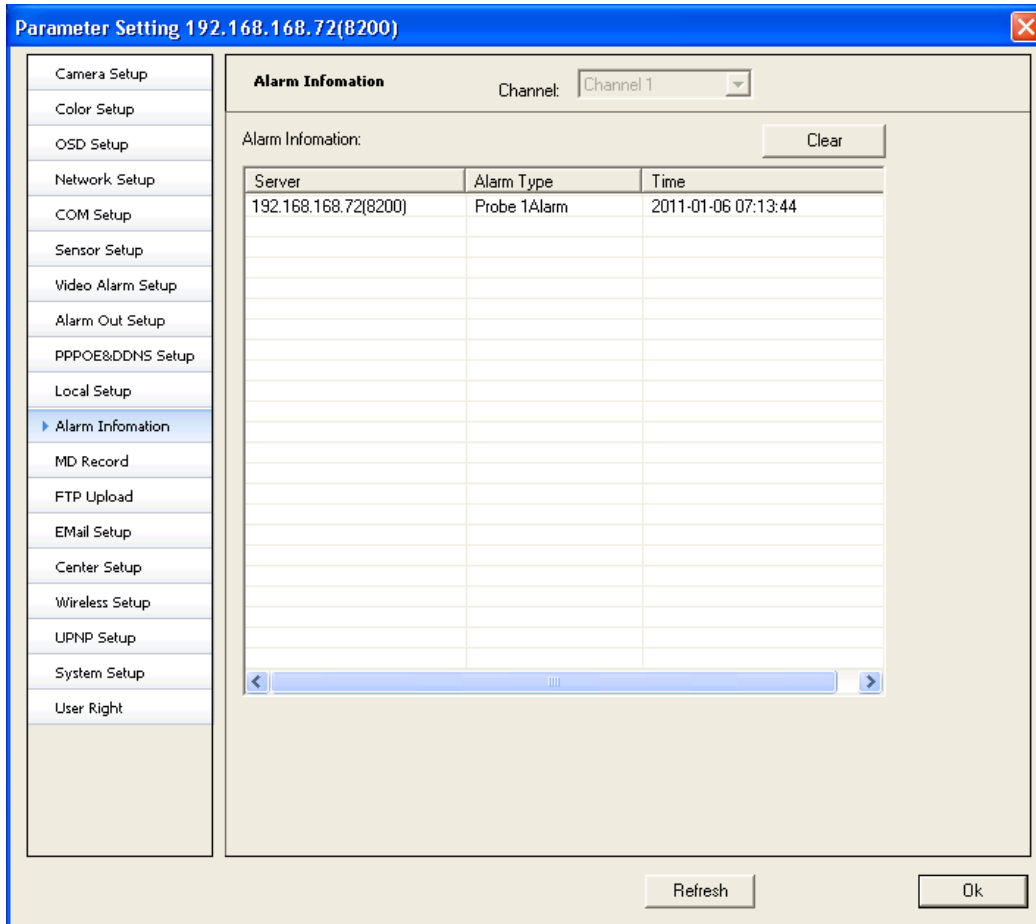 Parameter Setting 192.168.168.72(8200)
Camera Setup
Color Setup
OSD Setup
Network Setup
COM Setup
Sensor Setup
Video Alarm Setup
Alarm Out Setup
PPPOE&DDNS Setup
Local Setup
Alarm Infomation
MD Record
FTP Upload
EMail Setup
Center Setup
Wireless Setup
UPNP Setup
System Setup
User Right
Alarm Infomation Channel: Channel 1
Alarm Infomation: Clear
Server Alarm Type Time
192.168.168.72(8200) Probe 1Alarm 2011-01-06 07:13:44
Refresh Ok